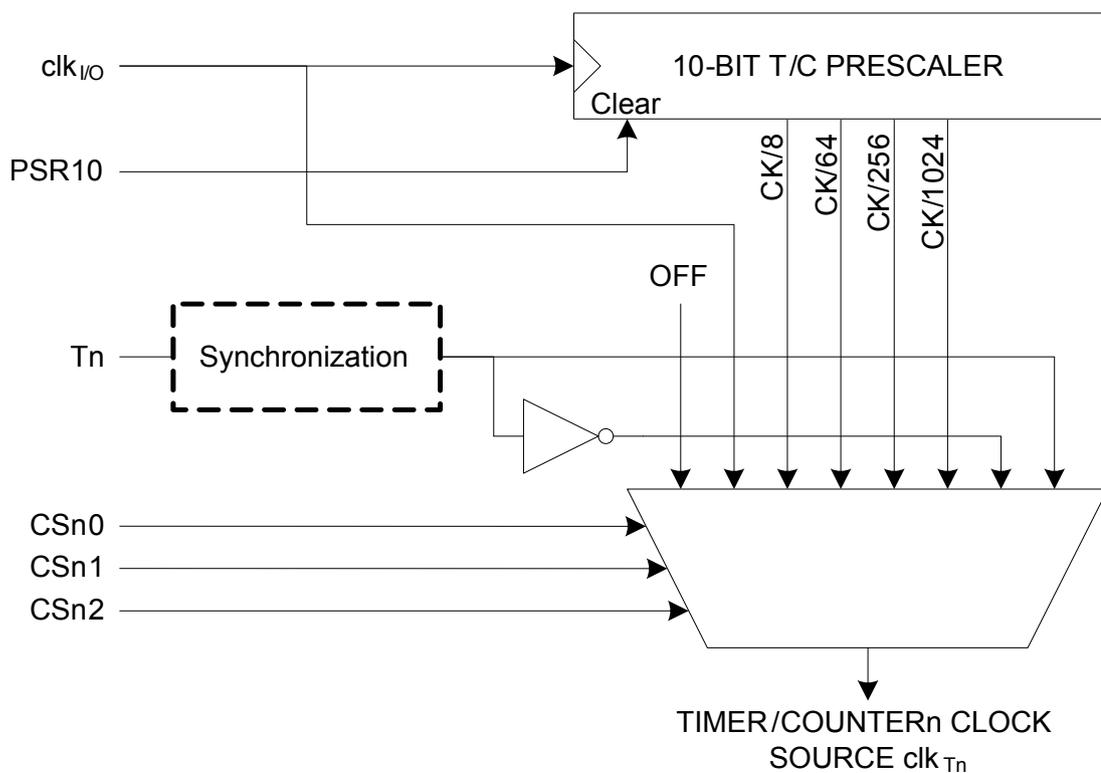 clkI/O
10-BIT T/C PRESCALER
Clear
PSR10
CK/8
CK/64
CK/256
CK/1024
OFF
Tn
Synchronization
CSn0
CSn1
CSn2
TIMER/COUNTERn CLOCK
SOURCE clkTn